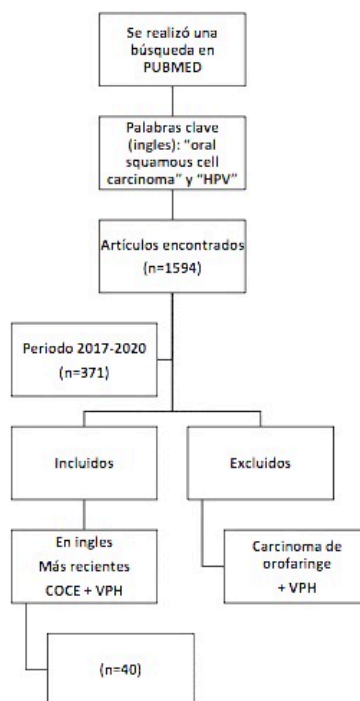 Se realizó una
búsqueda en
PUBMED
Palabras clave
(ingles): "oral
squamous cell
carcinoma" y "HPV"
Artículos encontrados
(n=1594)
Periodo 2017-2020
(n=371)
Incluidos
Excluidos
En ingles
Más recientes
COCE + VPH
Carcinoma de
orofaringe
+ VPH
(n=40)